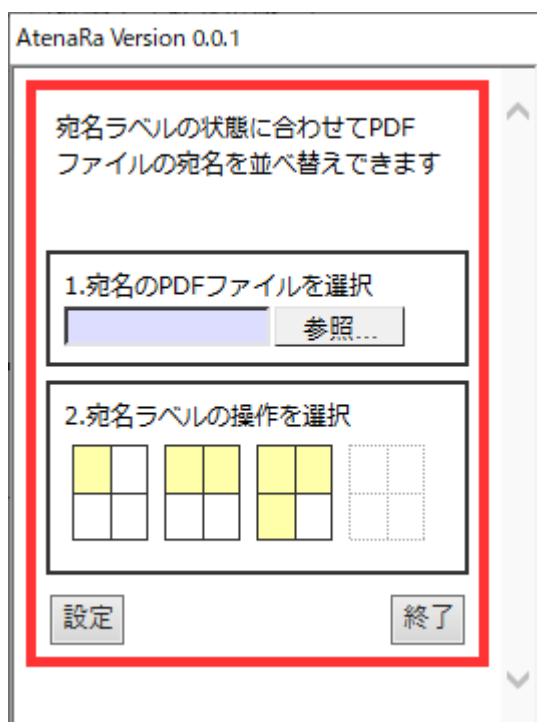 AtenaRa Version 0.0.1
宛名ラベルの状態に合わせてPDF
ファイルの宛名を並べ替えできます
1.宛名のPDFファイルを選択
参照...
2.宛名ラベルの操作を選択
設定
終了